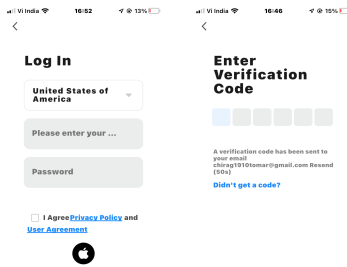 Vi India
16:52
13%
Log In
United States of
America
Please enter your ...
Password
I Agree Privacy Policy and
User Agreement
Vi India
16:46
15%
Enter
Verification
Code
A verification code has been sent to
your email
chirag1910tomar@gmail.com Resend
(50s)
Didn't get a code?